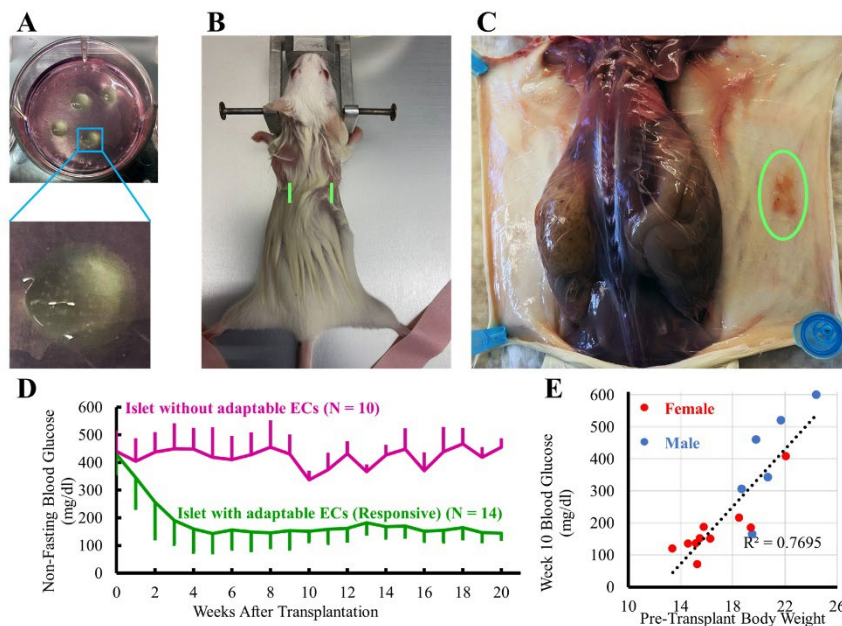 A
B
C
D
Islet without adaptable ECs (N = 10)
Islet with adaptable ECs (Responsive) (N = 14)
Non-Fasting Blood Glucose
(mg/dl)
600
500
400
300
200
100
0
0 2 4 6 8 10 12 14 16 18 20
Weeks After Transplantation
E
Female
Male
R² = 0.7695
Week 10 Blood Glucose
(mg/dl)
600
500
400
300
200
100
0
10 14 18 22 26
Pre-Transplant Body Weight